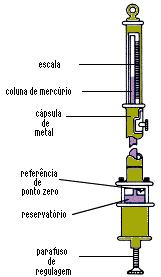 escala
coluna de mercúrio
cápsula
de
metal
referência
de
ponto zero
reservatório
parafuso
de
regulagem